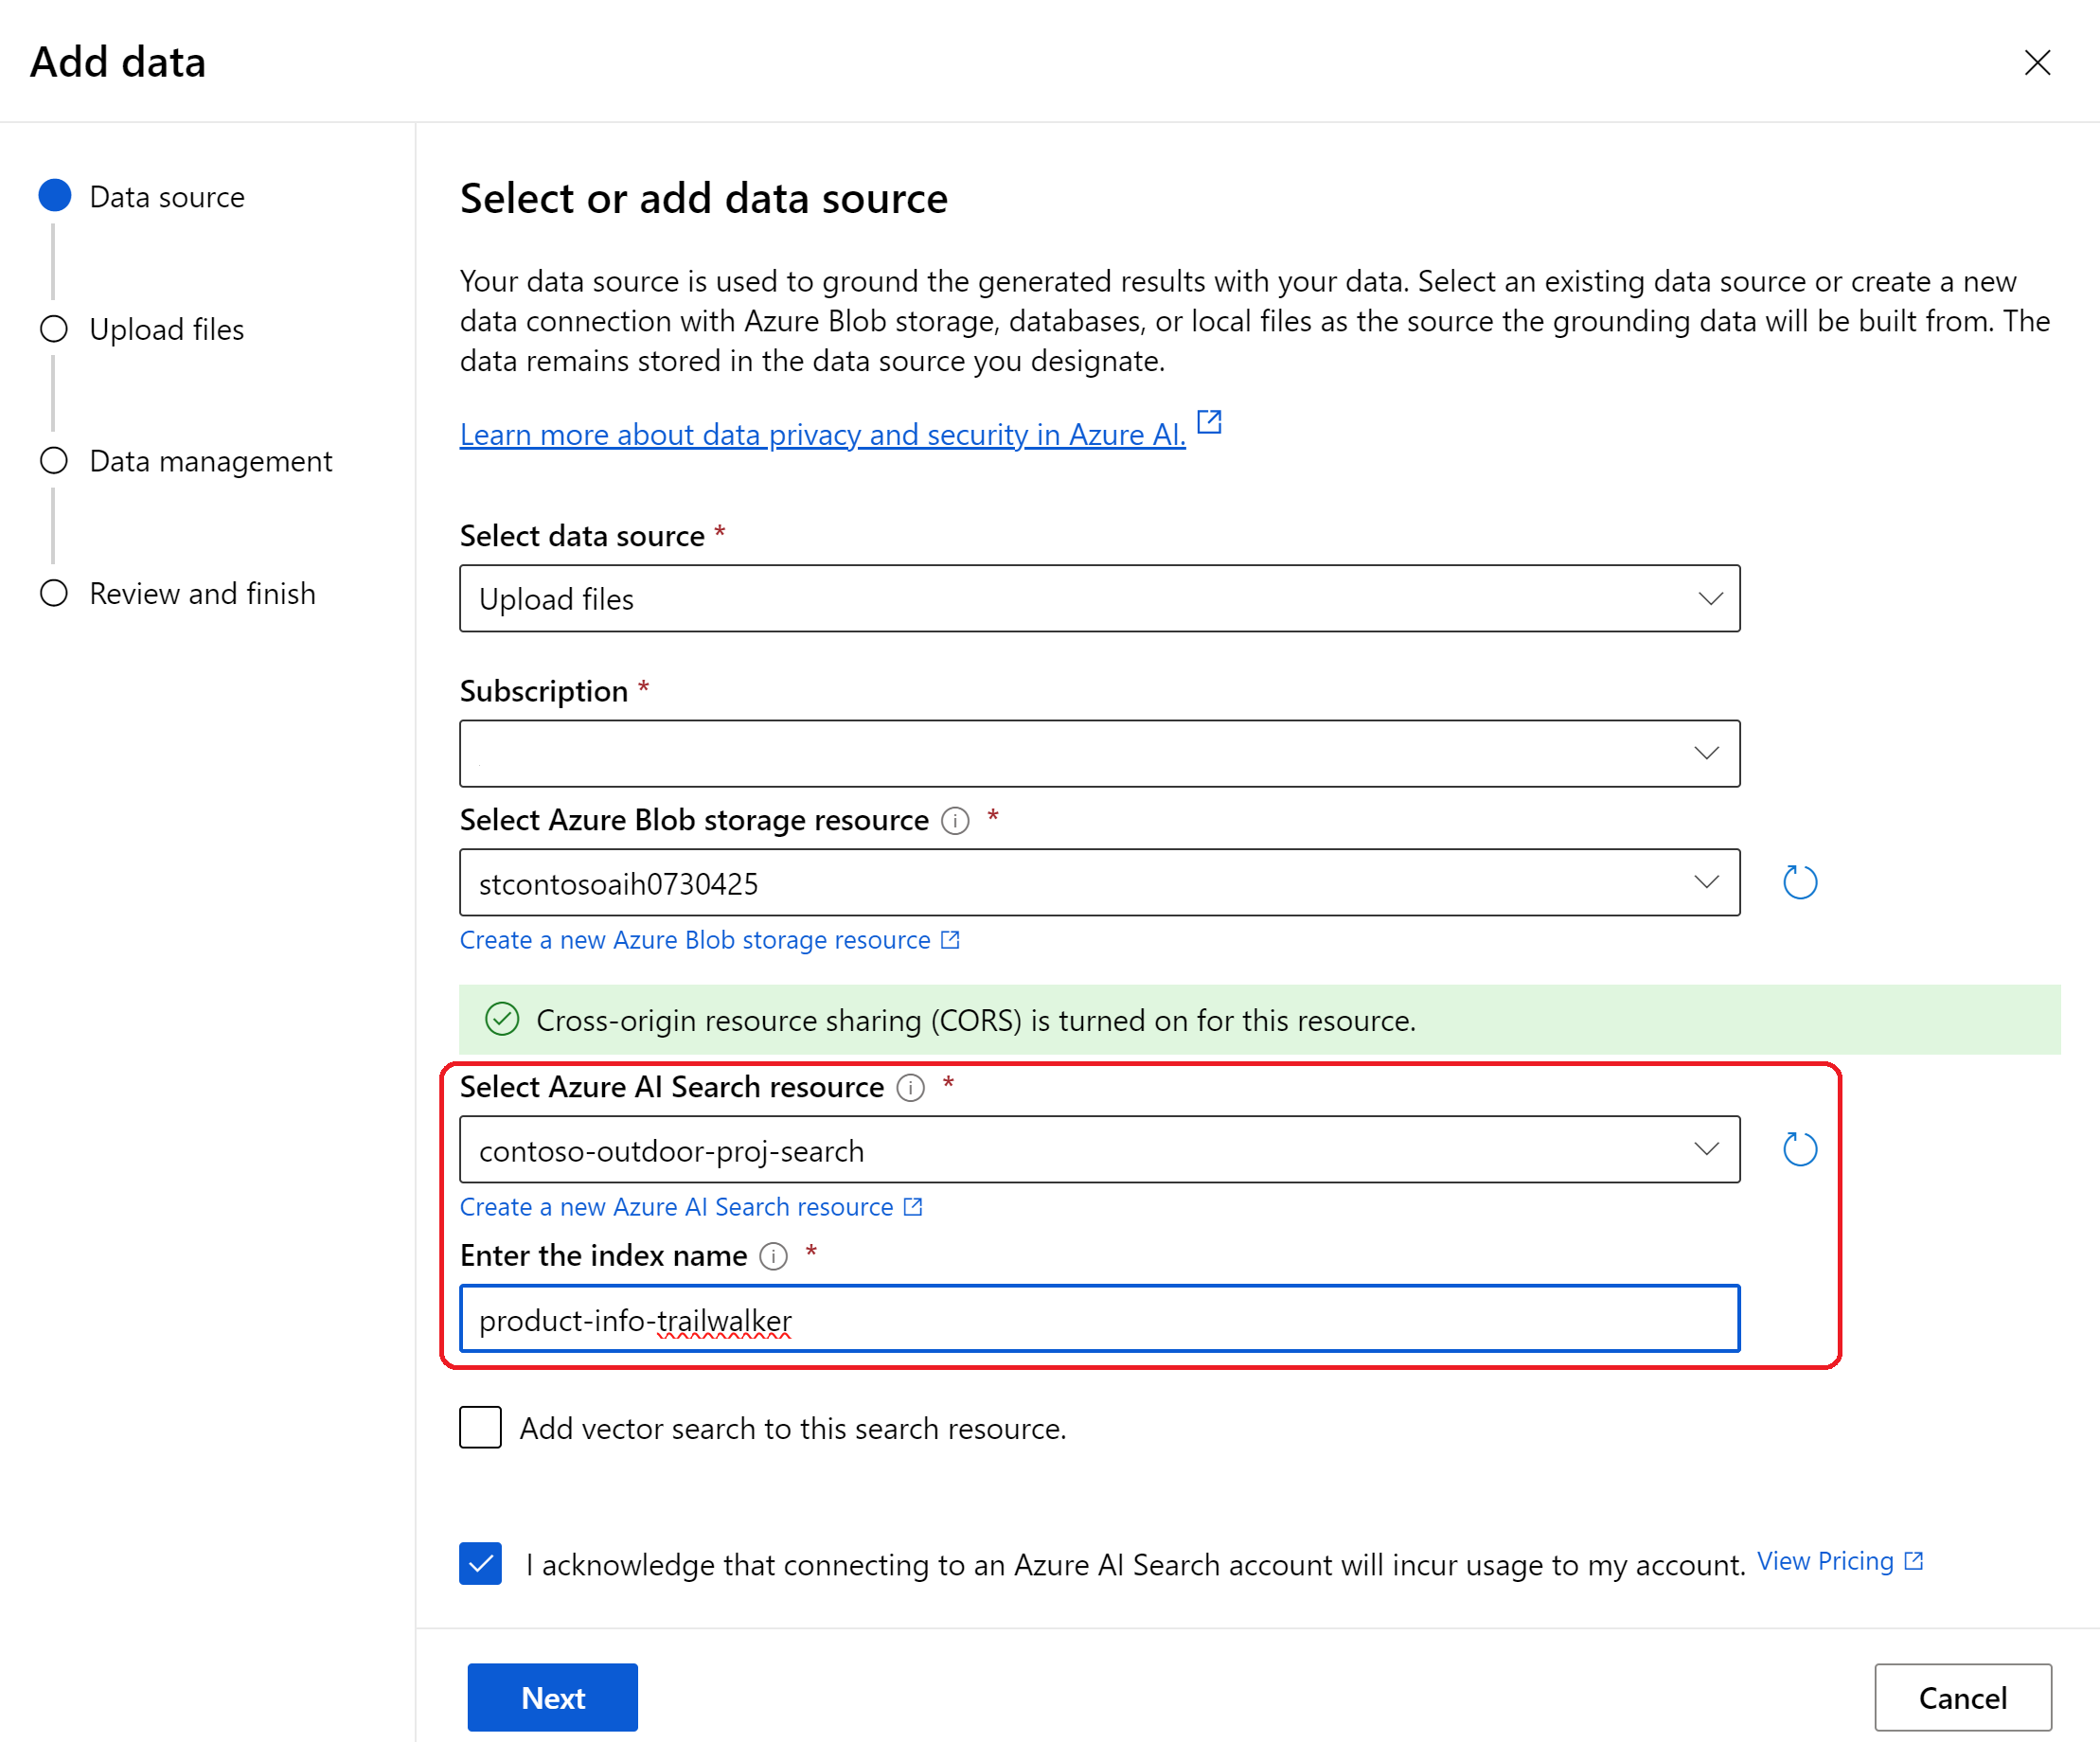 Add data
Data source
Upload files
Data management
Review and finish
Select or add data source
Your data source is used to ground the generated results with your data. Select an existing data source or create a new
data connection with Azure Blob storage, databases, or local files as the source the grounding data will be built from. The
data remains stored in the data source you designate.
Learn more about data privacy and security in Azure AI.
Select data source *
Upload files
Subscription *
Select Azure Blob storage resource *
stcontosoaih0730425
Create a new Azure Blob storage resource
Cross-origin resource sharing (CORS) is turned on for this resource.
Select Azure AI Search resource *
contoso-outdoor-proj-search
Create a new Azure AI Search resource
Enter the index name *
product-info-trailwalker
Add vector search to this search resource.
I acknowledge that connecting to an Azure AI Search account will incur usage to my account. View Pricing
Next
Cancel